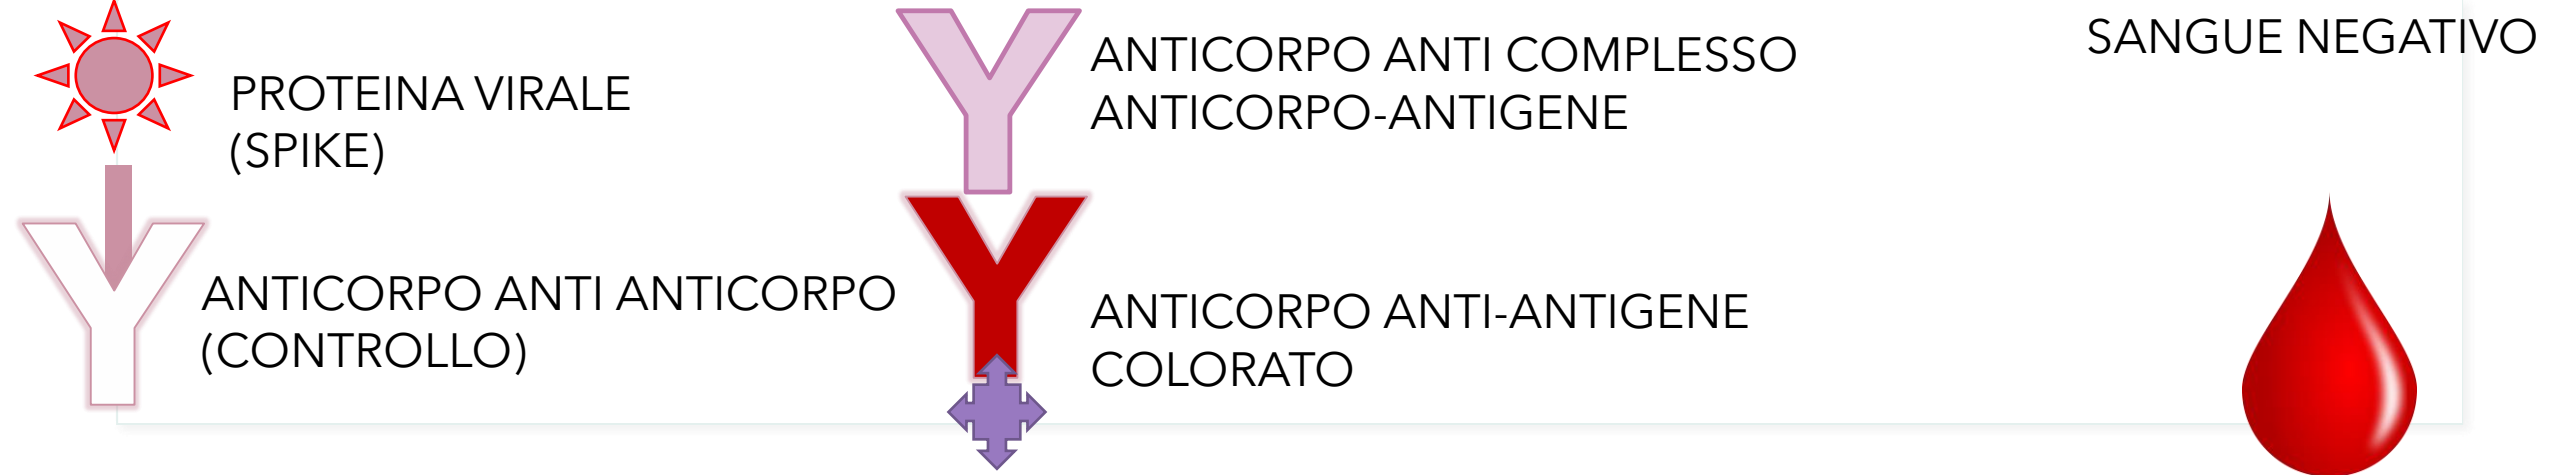 PROTEINA VIRALE
(SPIKE)
ANTICORPO ANTI ANTICORPO
(CONTROLLO)
ANTICORPO ANTI COMPLESSO
ANTICORPO-ANTIGENE
ANTICORPO ANTI-ANTIGENE
COLORATO
SANGUE NEGATIVO